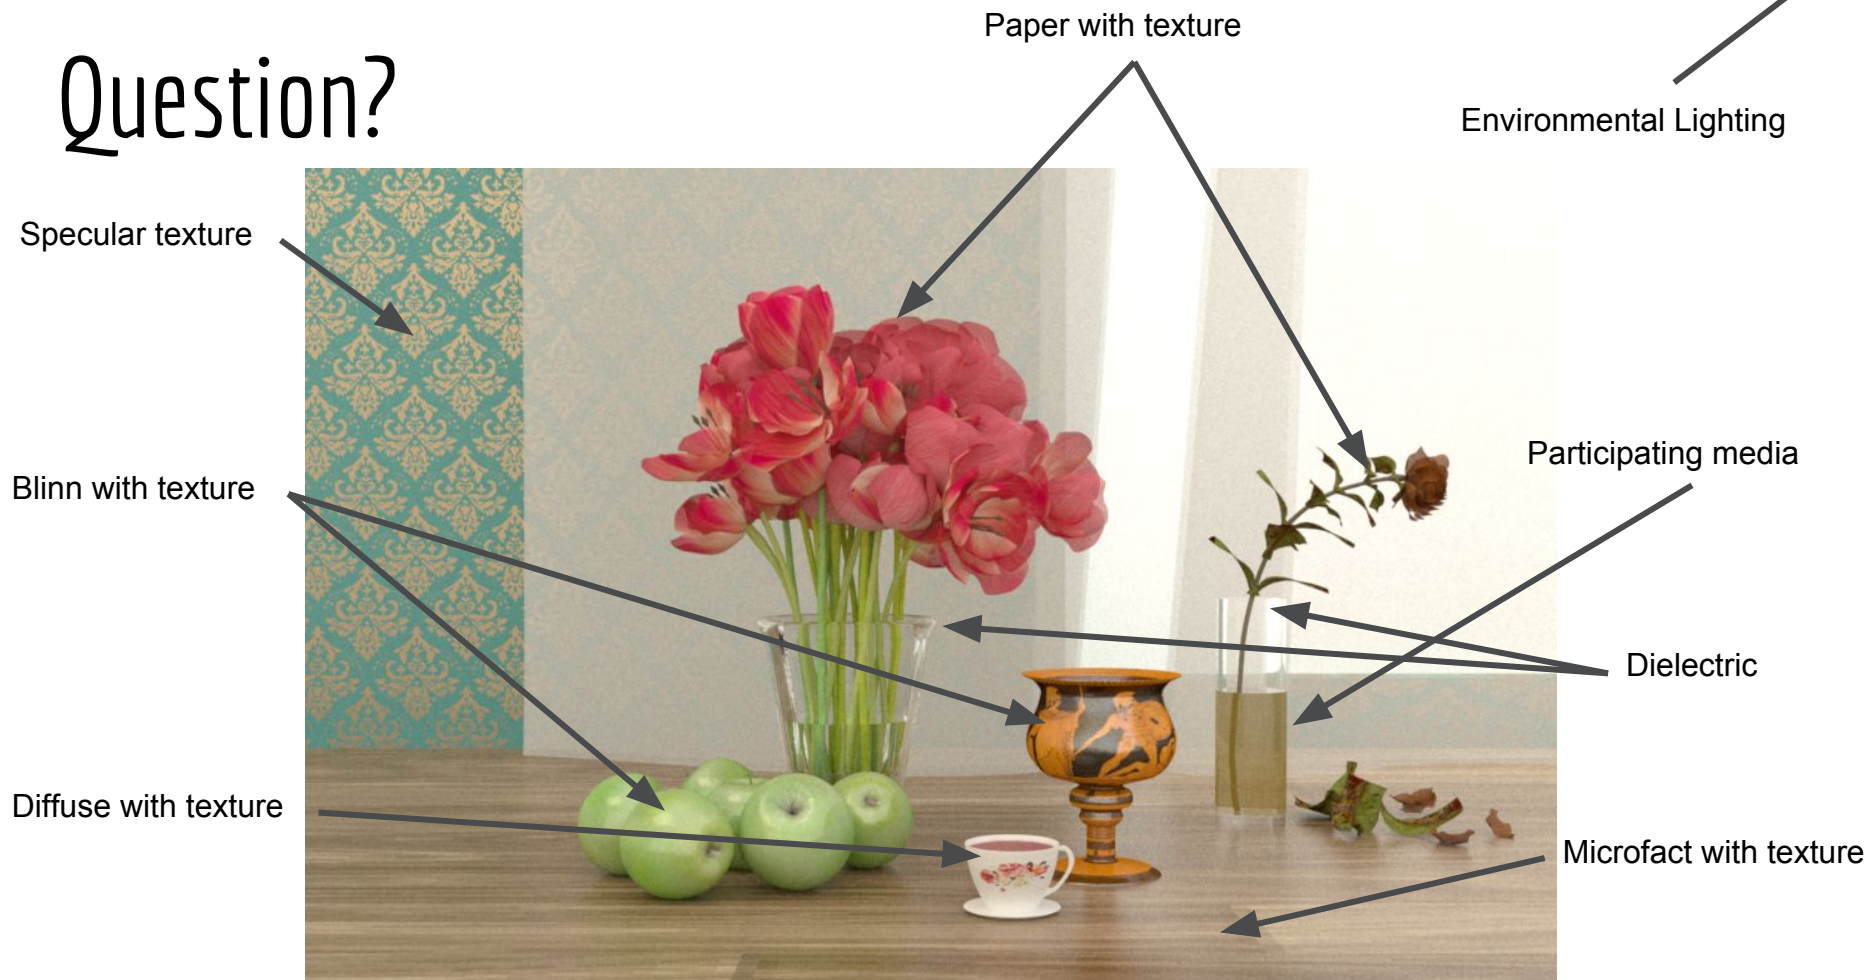 Paper with texture
Question?
Environmental Lighting
Specular texture
Participating media
Blinn with texture
Dielectric
Diffuse with texture
Microfact with texture